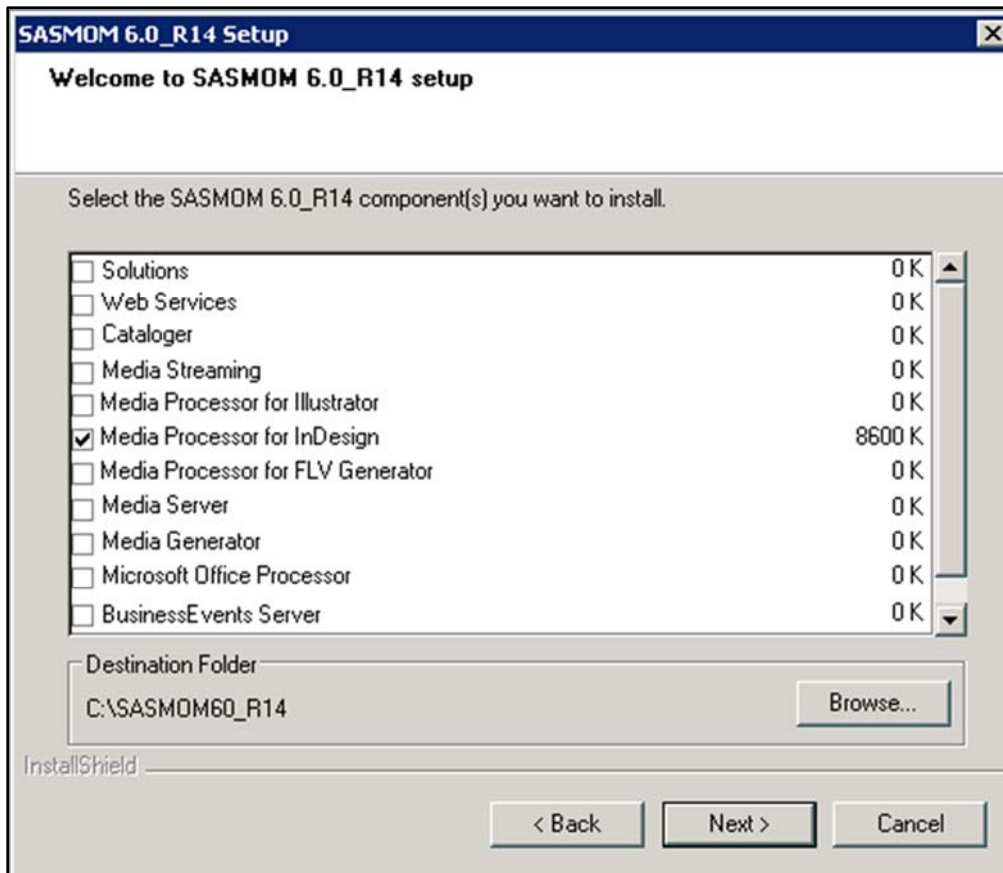 SASMOM 6.0_R14 Setup
Welcome to SASMOM 6.0_R14 setup
Select the SASMOM 6.0_R14 component(s) you want to install.
Solutions 0 K
Web Services 0 K
Cataloger 0 K
Media Streaming 0 K
Media Processor for Illustrator 0 K
Media Processor for InDesign 8600 K
Media Processor for FLV Generator 0 K
Media Server 0 K
Media Generator 0 K
Microsoft Office Processor 0 K
BusinessEvents Server 0 K
Destination Folder
C:\SASMOM60_R14
Browse...
InstallShield
< Back
Next >
Cancel